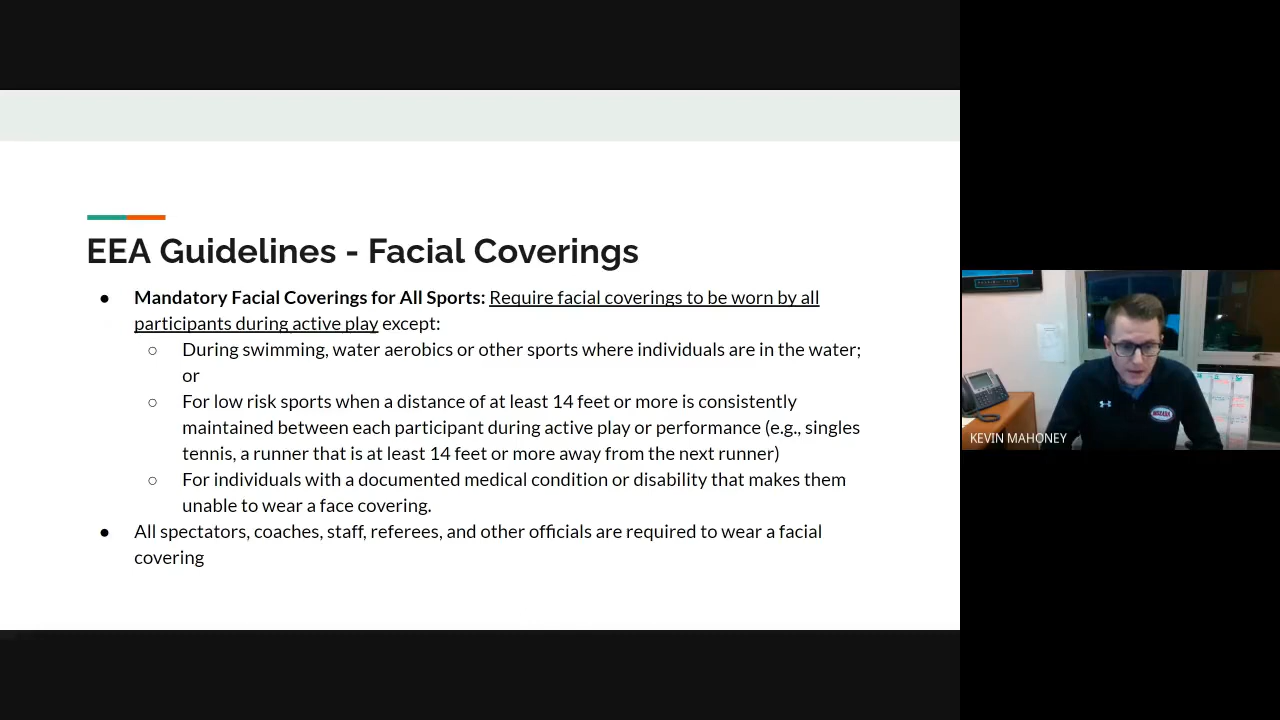 EEA Guidelines - Facial Coverings
● Mandatory Facial Coverings for All Sports: Require facial coverings to be worn by all
participants during active play except:
○ During swimming, water aerobics or other sports where individuals are in the water;
or
○ For low risk sports when a distance of at least 14 feet or more is consistently
maintained between each participant during active play or performance (e.g., singles
tennis, a runner that is at least 14 feet or more away from the next runner)
○ For individuals with a documented medical condition or disability that makes them
unable to wear a face covering.
● All spectators, coaches, staff, referees, and other officials are required to wear a facial
covering
KEVIN MAHONEY